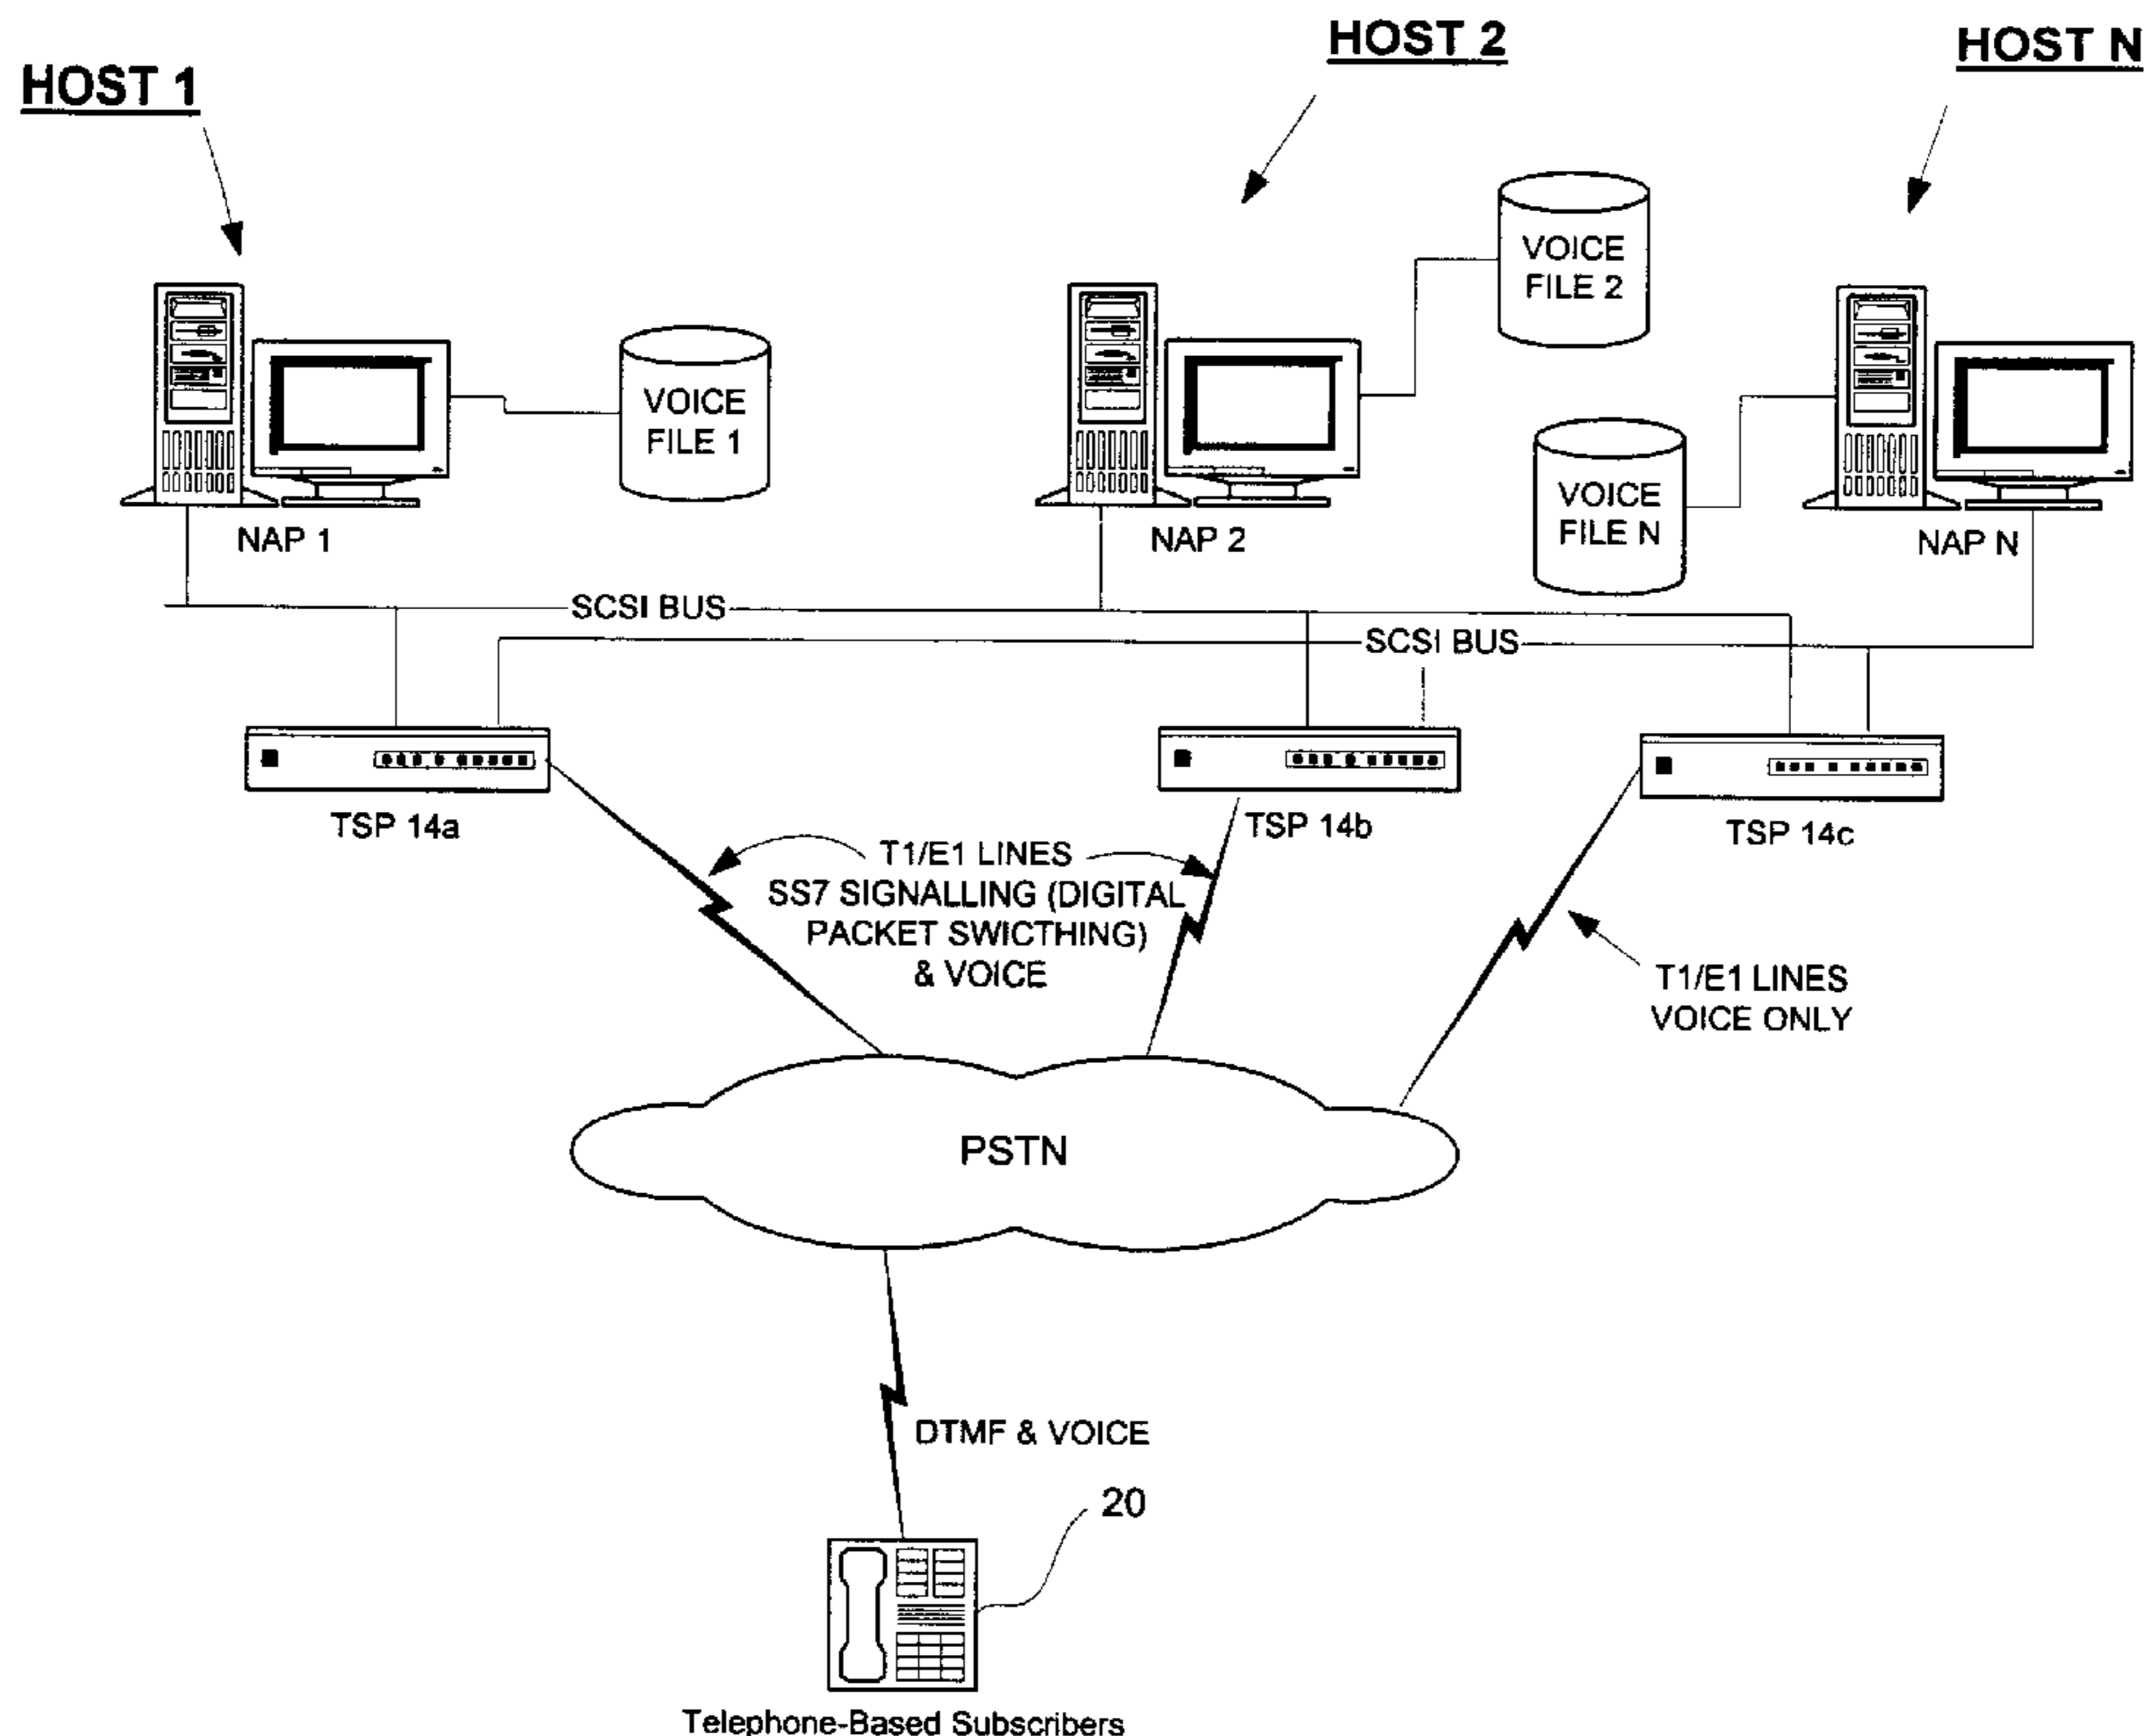 HOST 1
HOST 2
HOST N
VOICE
FILE 1
VOICE
FILE 2
VOICE
FILE N
NAP 1
NAP 2
NAP N
SCSI BUS
SCSI BUS
TSP 14a
TSP 14b
TSP 14c
T1/E1 LINES
SS7 SIGNALLING (DIGITAL
PACKET SWICTHING)
& VOICE
T1/E1 LINES
VOICE ONLY
PSTN
DTMF & VOICE
20
Telephone-Based Subscribers